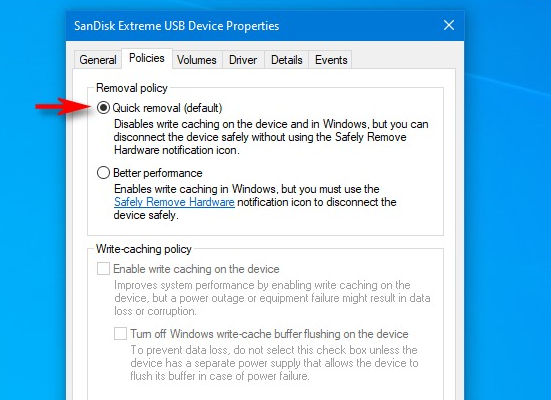 SanDisk Extreme USB Device Properties
General Policies Volumes Driver Details Events
Removal policy
Quick removal (default)
Disables write caching on the device and in Windows, but you can
disconnect the device safely without using the Safely Remove
Hardware notification icon.
Better performance
Enables write caching in Windows, but you must use the
Safely Remove Hardware notification icon to disconnect the
device safely.
Write-caching policy
Enable write caching on the device
Improves system performance by enabling write caching on the
device, but a power outage or equipment failure might result in data
loss or corruption.
Turn off Windows write-cache buffer flushing on the device
To prevent data loss, do not select this check box unless the
device has a separate power supply that allows the device to
flush its buffer in case of power failure.